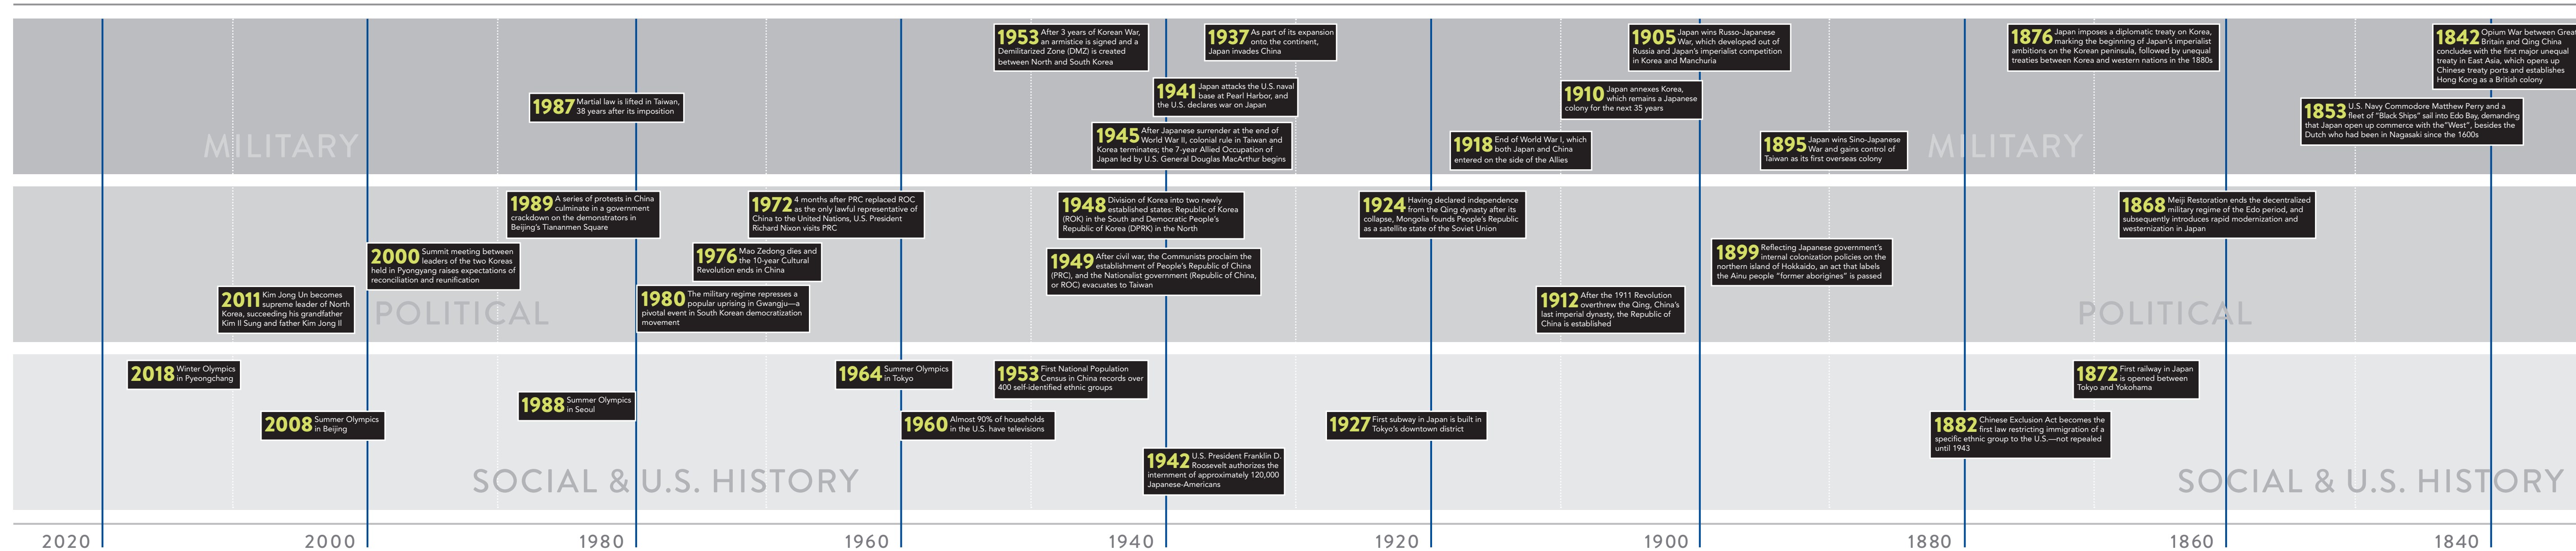 1953 After 3 years of Korean War,
an armistice is signed and a
Demilitarized Zone (DMZ) is created
between North and South Korea
1937 As part of its expansion
onto the continent,
Japan invades China
1905 Japan wins Russo-Japanese
War, which developed out of
Russia and Japan's imperialist competition
in Korea and Manchuria
1876 Japan imposes a diplomatic treaty on Korea,
marking the beginning of Japan's imperialist
ambitions on the Korean peninsula, followed by unequal
treaties between Korea and western nations in the 1880s
1842 Opium War between Great
Britain and Qing China
concludes with the first major unequal
treaty in East Asia, which opens up
Chinese treaty ports and establishes
Hong Kong as a British colony
1987 Martial law is lifted in Taiwan,
38 years after its imposition
1941 Japan attacks the U.S. naval
base at Pearl Harbor, and
the U.S. declares war on Japan
1910 Japan annexes Korea,
which remains a Japanese
colony for the next 35 years
1853 U.S. Navy Commodore Matthew Perry and a
fleet of "Black Ships" sail into Edo Bay, demanding
that Japan open up commerce with the"West", besides the
Dutch who had been in Nagasaki since the 1600s
MILITARY
1945 After Japanese surrender at the end of
World War II, colonial rule in Taiwan and
Korea terminates; the 7-year Allied Occupation of
Japan led by U.S. General Douglas MacArthur begins
1918 End of World War I, which
both Japan and China
entered on the side of the Allies
1895 Japan wins Sino-Japanese
War and gains control of
Taiwan as its first overseas colony
MILITARY
1989 A series of protests in China
culminate in a government
crackdown on the demonstrators in
Beijing's Tiananmen Square
1972 4 months after PRC replaced ROC
as the only lawful representative of
China to the United Nations, U.S. President
Richard Nixon visits PRC
1948 Division of Korea into two newly
established states: Republic of Korea
(ROK) in the South and Democratic People's
Republic of Korea (DPRK) in the North
1924 Having declared independence
from the Qing dynasty after its
collapse, Mongolia founds People's Republic
as a satellite state of the Soviet Union
1868 Meiji Restoration ends the decentralized
military regime of the Edo period, and
subsequently introduces rapid modernization and
westernization in Japan
2000 Summit meeting between
leaders of the two Koreas
held in Pyongyang raises expectations of
reconciliation and reunification
1976 Mao Zedong dies and
the 10-year Cultural
Revolution ends in China
1949 After civil war, the Communists proclaim the
establishment of People's Republic of China
(PRC), and the Nationalist government (Republic of China,
or ROC) evacuates to Taiwan
1899 Reflecting Japanese government's
internal colonization policies on the
northern island of Hokkaido, an act that labels
the Ainu people "former aborigines" is passed
2011 Kim Jong Un becomes
supreme leader of North
Korea, succeeding his grandfather
Kim Il Sung and father Kim Jong Il
POLITICAL
1980 The military regime represses a
popular uprising in Gwangju—a
pivotal event in South Korean democratization
movement
1912 After the 1911 Revolution
overthrew the Qing, China's
last imperial dynasty, the Republic of
China is established
POLITICAL
2018 Winter Olympics
in Pyeongchang
1964 Summer Olympics
in Tokyo
1953 First National Population
Census in China records over
400 self-identified ethnic groups
1872 First railway in Japan
is opened between
Tokyo and Yokohama
1988 Summer Olympics
in Seoul
2008 Summer Olympics
in Beijing
1960 Almost 90% of households
in the U.S. have televisions
1927 First subway in Japan is built in
Tokyo's downtown district
1882 Chinese Exclusion Act becomes the
first law restricting immigration of a
specific ethnic group to the U.S.—not repealed
until 1943
1942 U.S. President Franklin D.
Roosevelt authorizes the
internment of approximately 120,000
Japanese-Americans
SOCIAL & U.S. HISTORY
SOCIAL & U.S. HISTORY
2020 2000 1980 1960 1940 1920 1900 1880 1860 1840